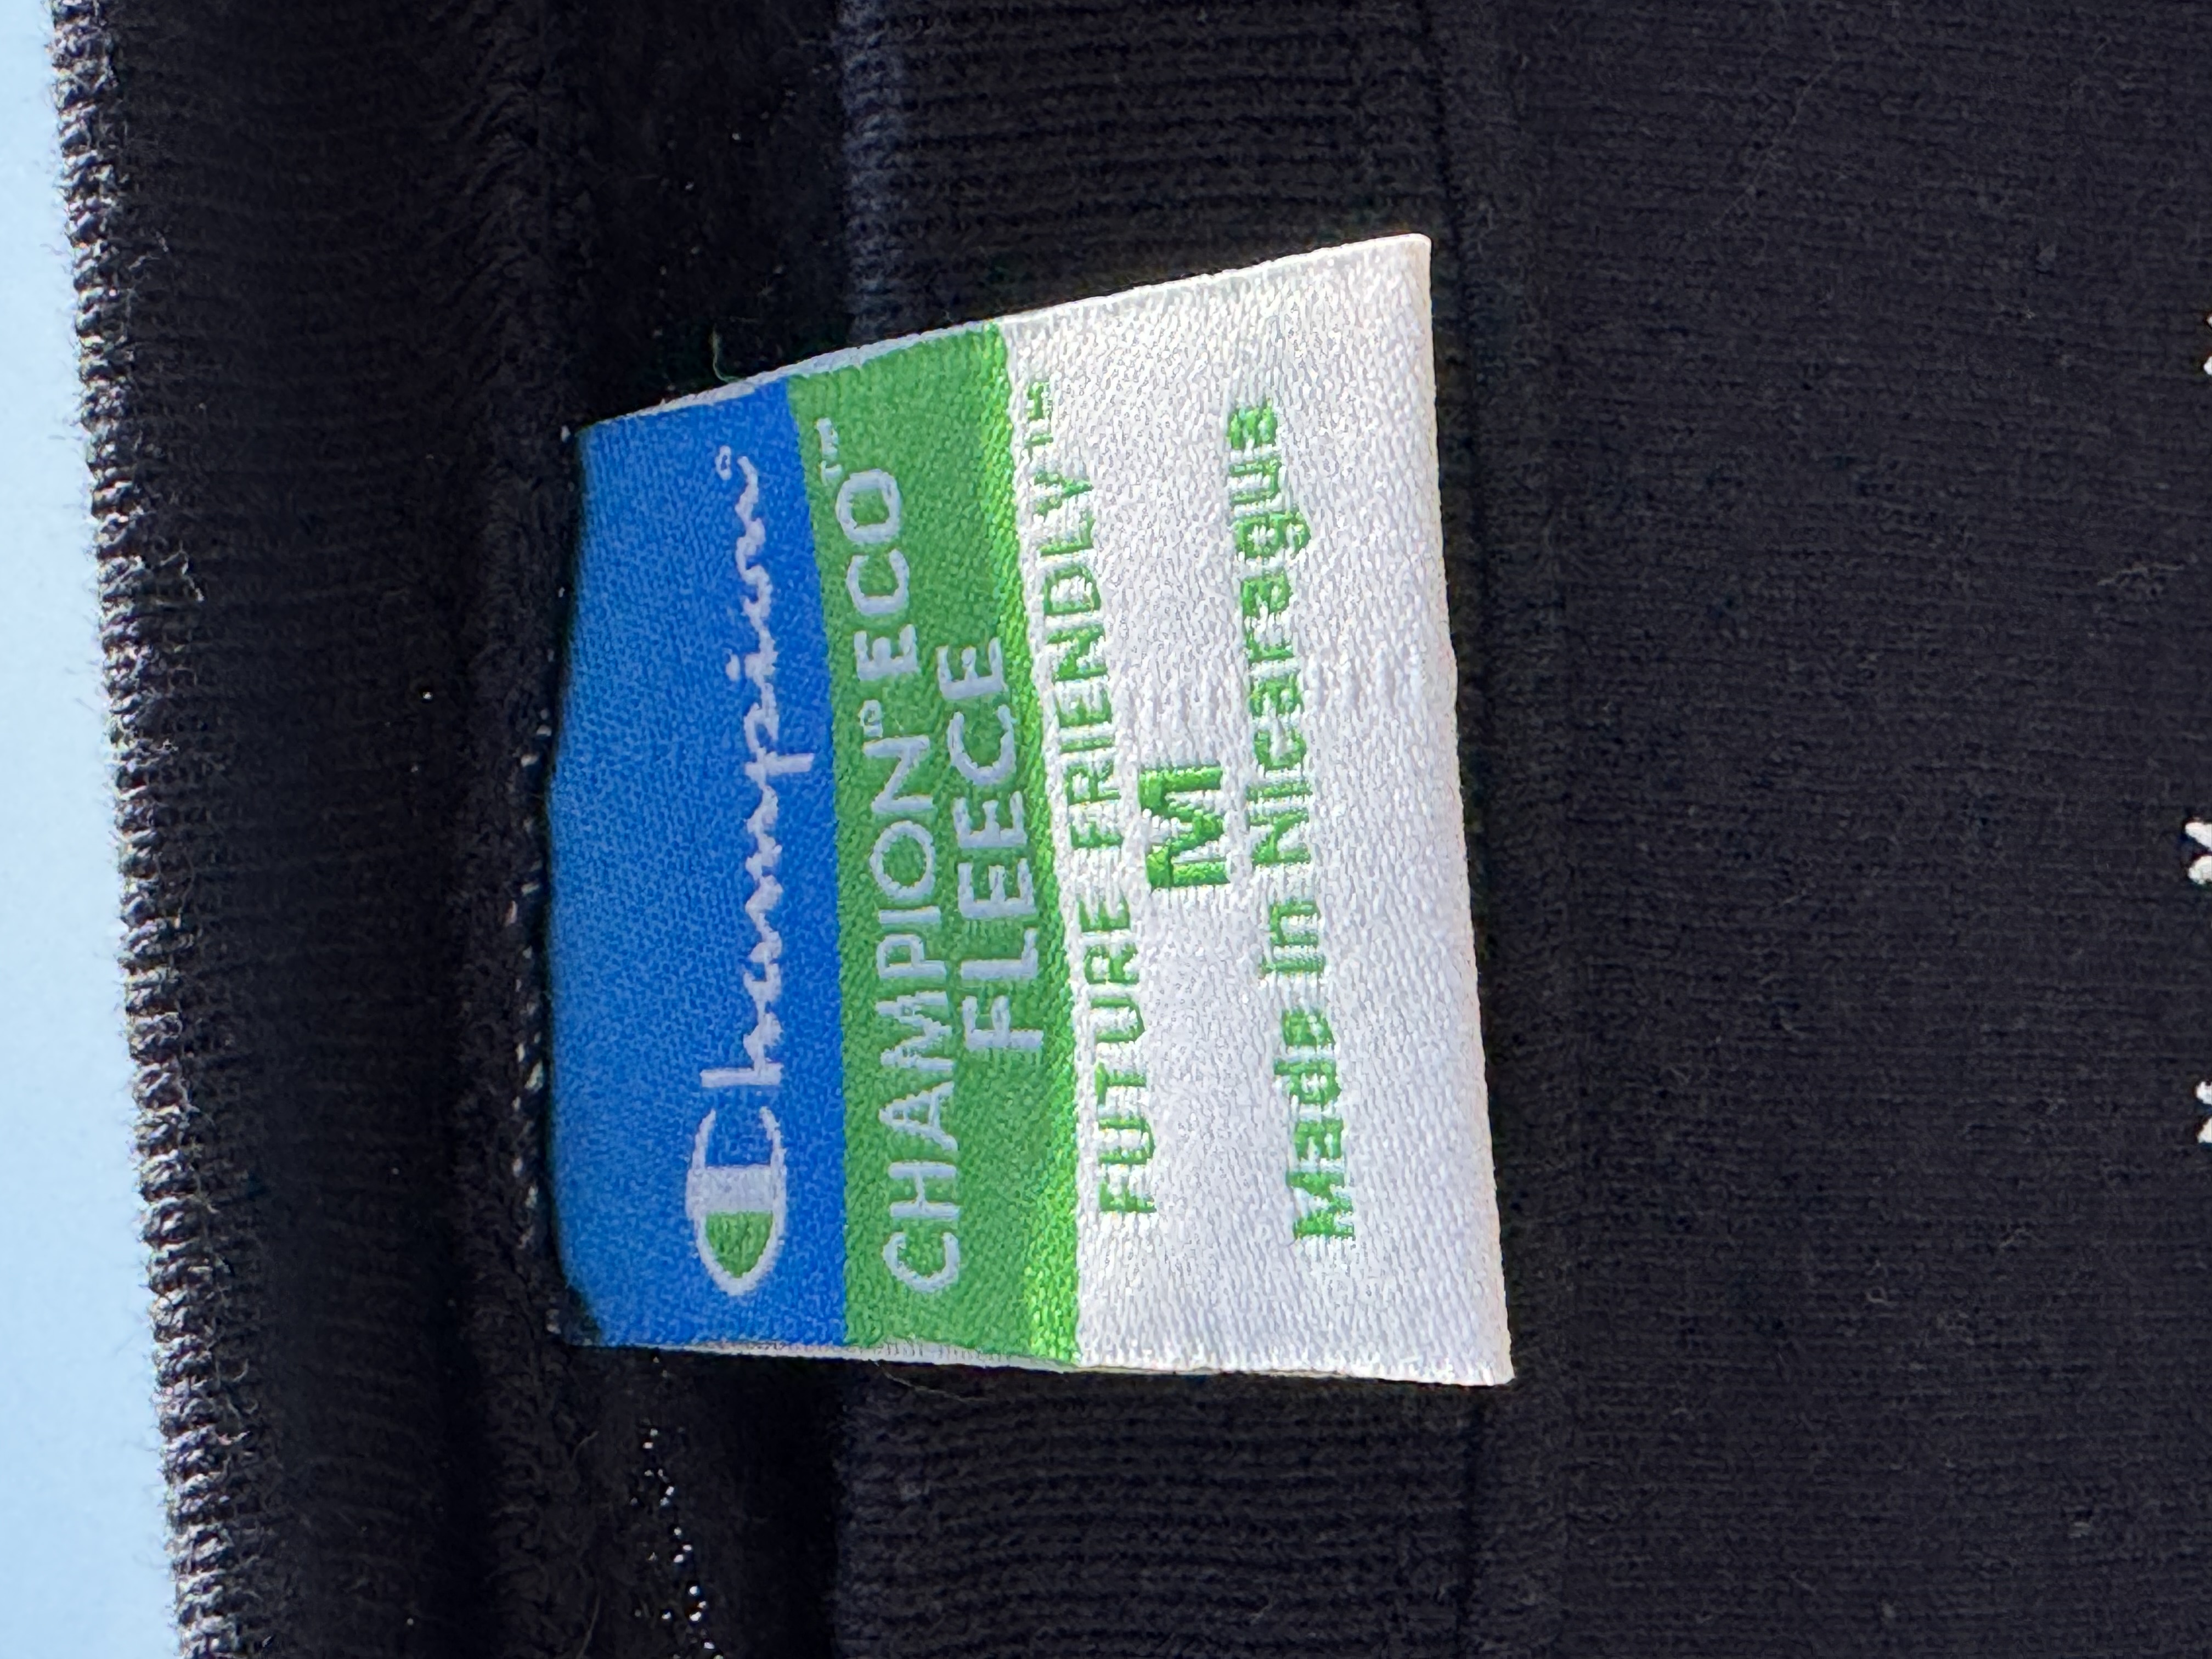 Champion®
CHAMPION® ECO™
FLEECE
FUTURE FRIENDLY™
M
Made in Nicaragua